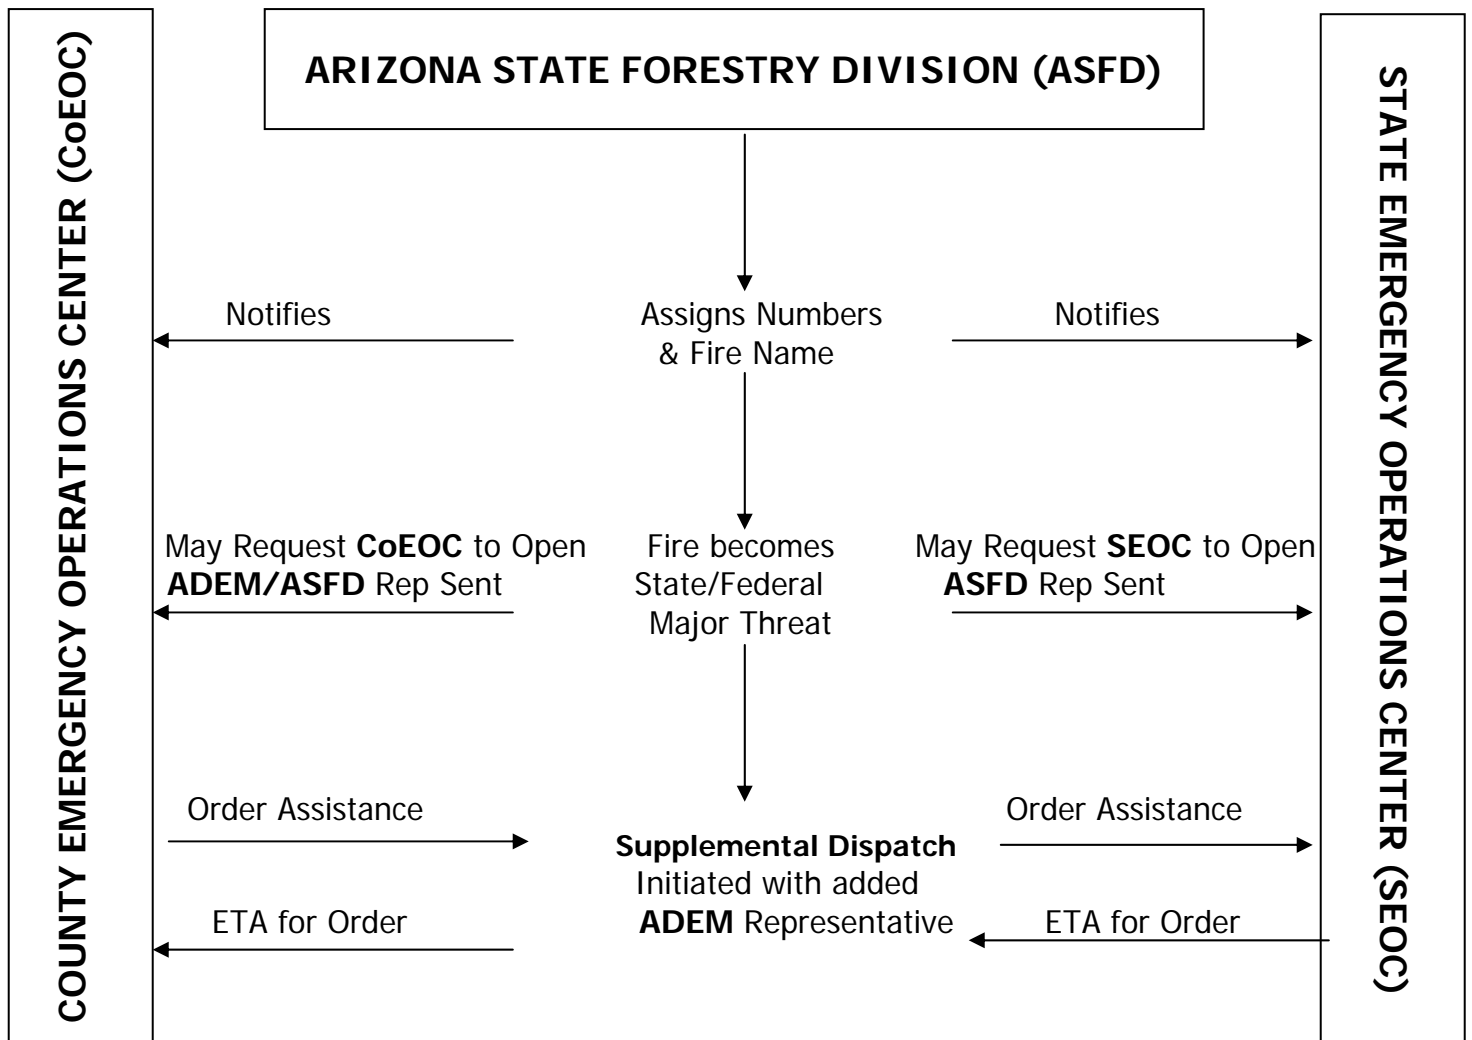 COUNTY EMERGENCY OPERATIONS CENTER (CoEOC)
ARIZONA STATE FORESTRY DIVISION (ASFD)
STATE EMERGENCY OPERATIONS CENTER (SEOC)
Notifies
Assigns Numbers
& Fire Name
Notifies
May Request CoEOC to Open
ADEM/ASFD Rep Sent
Fire becomes
State/Federal
Major Threat
May Request SEOC to Open
ASFD Rep Sent
Order Assistance
ETA for Order
Supplemental Dispatch
Initiated with added
ADEM Representative
Order Assistance
ETA for Order